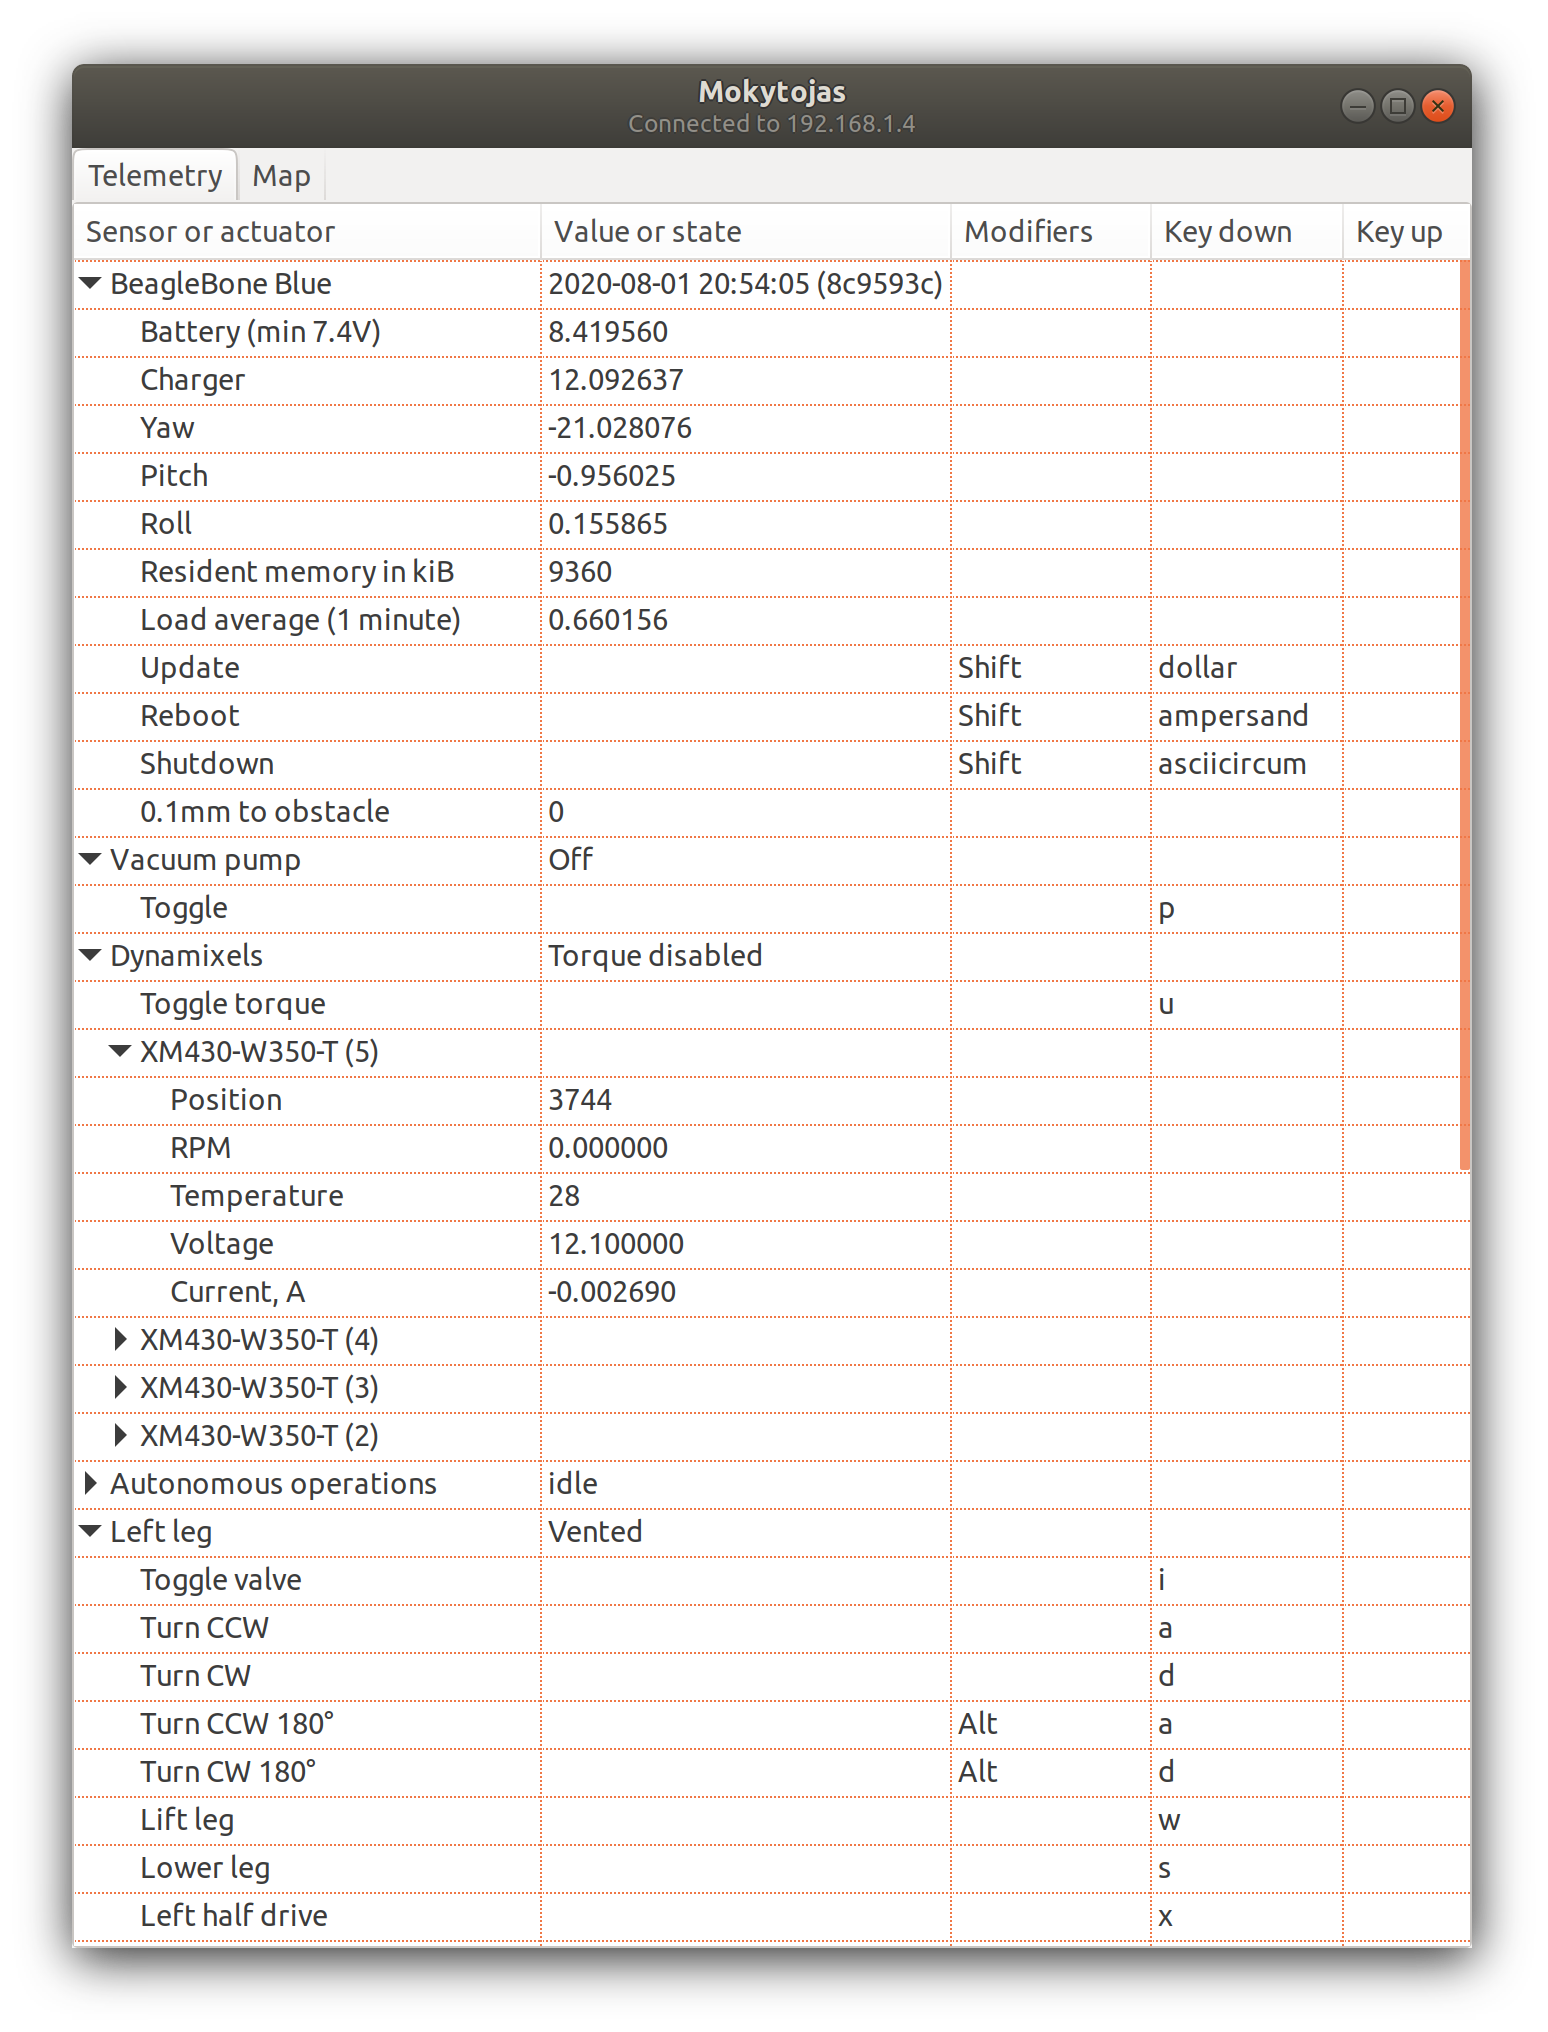 Mokytojas
Connected to 192.168.1.4
Telemetry Map
Sensor or actuator Value or state Modifiers Key down Key up
BeagleBone Blue 2020-08-01 20:54:05 (8c9593c)
Battery (min 7.4V) 8.419560
Charger 12.092637
Yaw -21.028076
Pitch -0.956025
Roll 0.155865
Resident memory in kiB 9360
Load average (1 minute) 0.660156
Update Shift dollar
Reboot Shift ampersand
Shutdown Shift asciicircum
0.1mm to obstacle 0
Vacuum pump Off
Toggle p
Dynamixels Torque disabled
Toggle torque u
XM430-W350-T (5)
Position 3744
RPM 0.000000
Temperature 28
Voltage 12.100000
Current, A -0.002690
XM430-W350-T (4)
XM430-W350-T (3)
XM430-W350-T (2)
Autonomous operations idle
Left leg Vented
Toggle valve i
Turn CCW a
Turn CW d
Turn CCW 180° Alt a
Turn CW 180° Alt d
Lift leg w
Lower leg s
Left half drive x